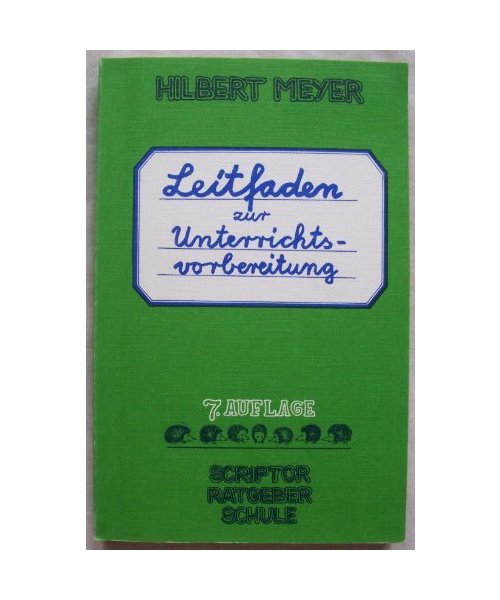 HILBERT MEYER
Leitfaden
zur
Unterrichts-
vorbereitung
7. AUFLAGE
SCRIPTOR
RATGEBER
SCHULE